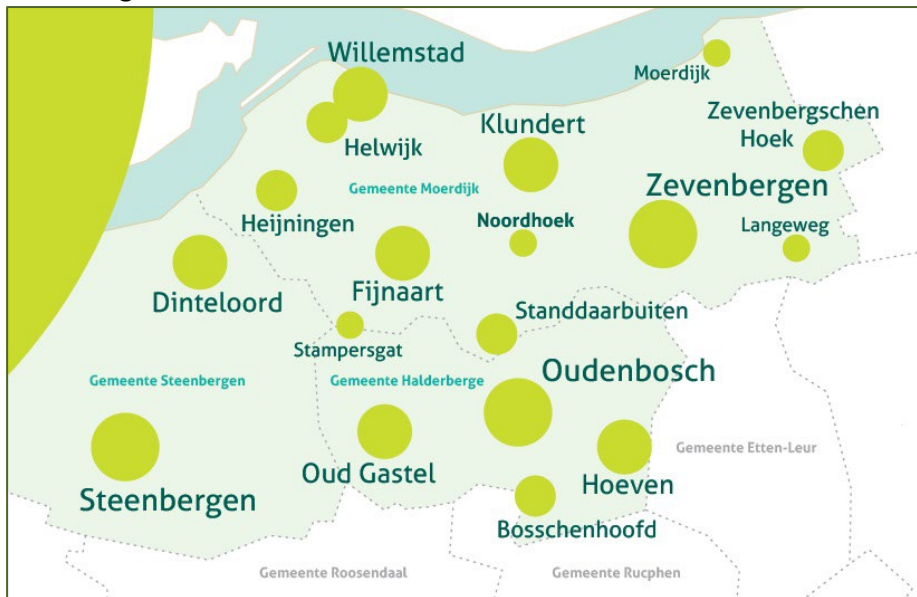 Willemstad
Moerdijk
Zevenbergschen
Hoek
Klundert
Helwijk
Gemeente Moerdijk
Zevenbergen
Heijningen
Noordhoek
Langeweg
Dinteloord
Fijnaart
Standdaarbuiten
Stampersgat
Gemeente Steenbergen
Gemeente Halderberge
Oudenbosch
Gemeente Etten-Leur
Oud Gastel
Hoeven
Steenbergen
Bosschenhoofd
Gemeente Roosendaal
Gemeente Rucphen